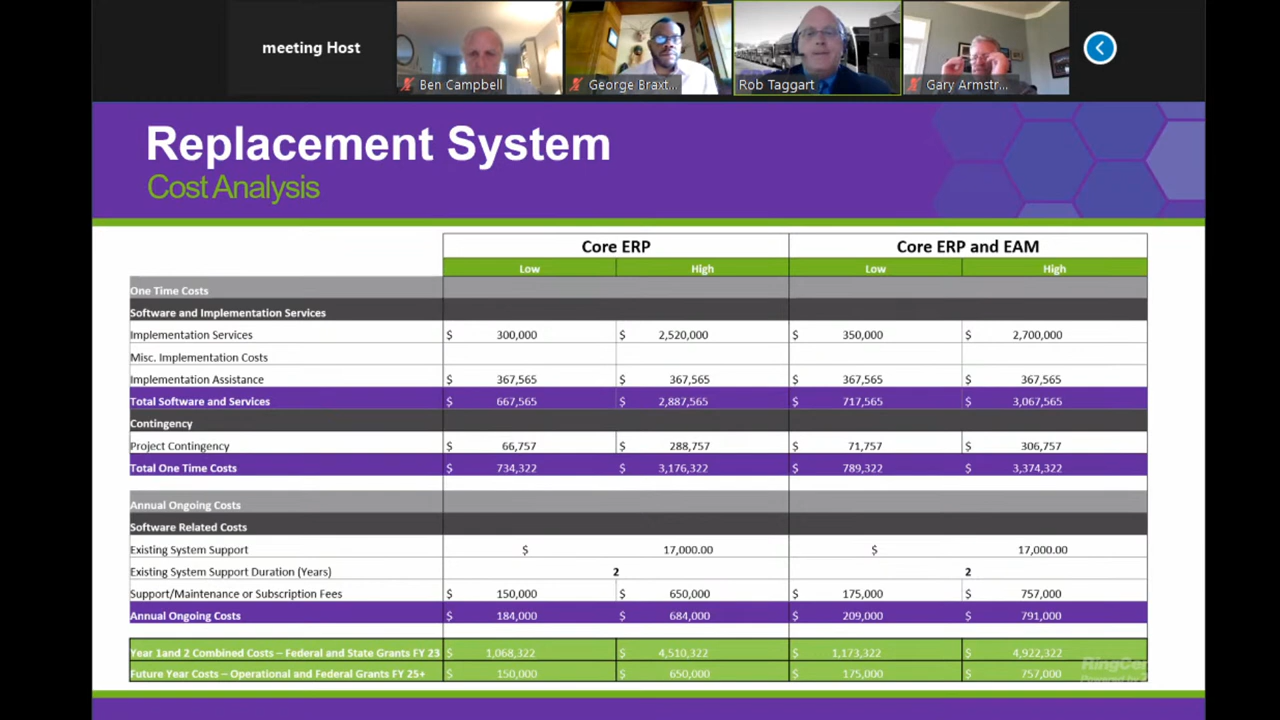 meeting Host
Ben Campbell
George Braxt...
Rob Taggart
Gary Armstr...
Replacement System
Cost Analysis
Core ERP Core ERP and EAM
Low High Low High
One Time Costs
Software and Implementation Services
Implementation Services $ 300,000 $ 2,520,000 $ 350,000 $ 2,700,000
Misc. Implementation Costs
Implementation Assistance $ 367,565 $ 367,565 $ 367,565 $ 367,565
Total Software and Services $ 667,565 $ 2,887,565 $ 717,565 $ 3,067,565
Contingency
Project Contingency $ 66,757 $ 288,757 $ 71,757 $ 306,757
Total One Time Costs $ 734,322 $ 3,176,322 $ 789,322 $ 3,374,322
Annual Ongoing Costs
Software Related Costs
Existing System Support $ 17,000.00 $ 17,000.00
Existing System Support Duration (Years) 2 2
Support/Maintenance or Subscription Fees $ 150,000 $ 650,000 $ 175,000 $ 757,000
Annual Ongoing Costs $ 184,000 $ 684,000 $ 209,000 $ 791,000
Year 1and 2 Combined Costs – Federal and State Grants FY 23 $ 1,068,322 $ 4,510,322 $ 1,173,322 $ 4,922,322
Future Year Costs – Operational and Federal Grants FY 25+ $ 150,000 $ 650,000 $ 175,000 $ 757,000
RingCen
Powered by